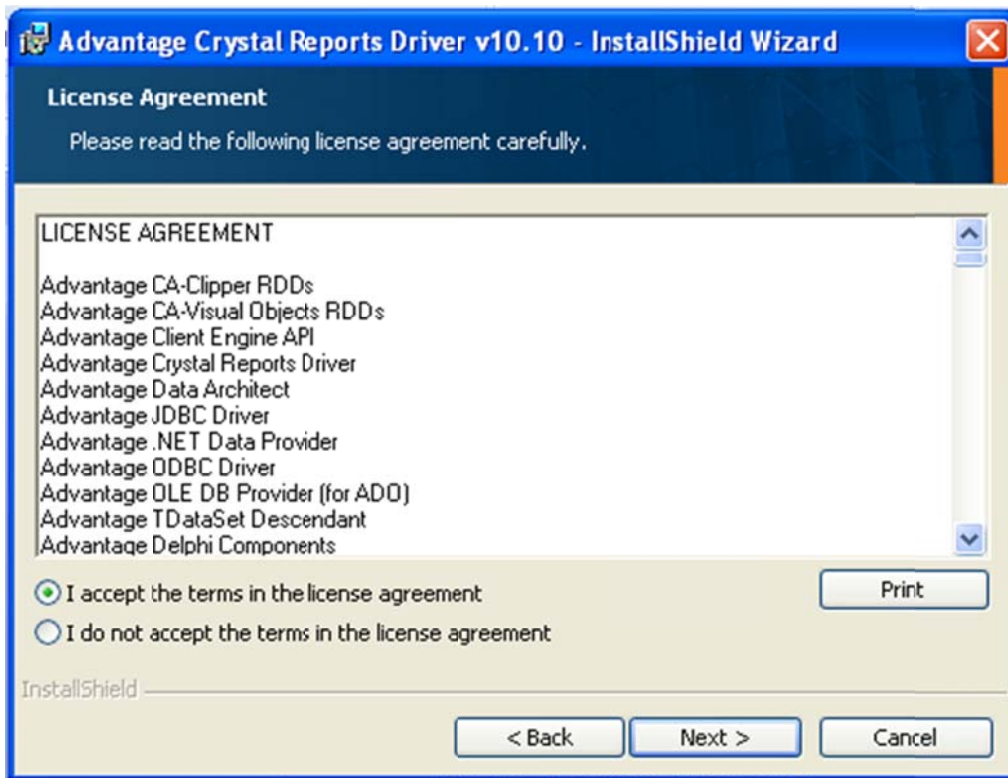 Advantage Crystal Reports Driver v10.10 - InstallShield Wizard
License Agreement
Please read the following license agreement carefully.
LICENSE AGREEMENT
Advantage CA-Clipper RDDs
Advantage CA-Visual Objects RDDs
Advantage Client Engine API
Advantage Crystal Reports Driver
Advantage Data Architect
Advantage JDBC Driver
Advantage .NET Data Provider
Advantage ODBC Driver
Advantage OLE DB Provider (for ADO)
Advantage TDataSet Descendant
Advantage Delphi Components
I accept the terms in the license agreement
Print
I do not accept the terms in the license agreement
InstallShield
< Back
Next >
Cancel